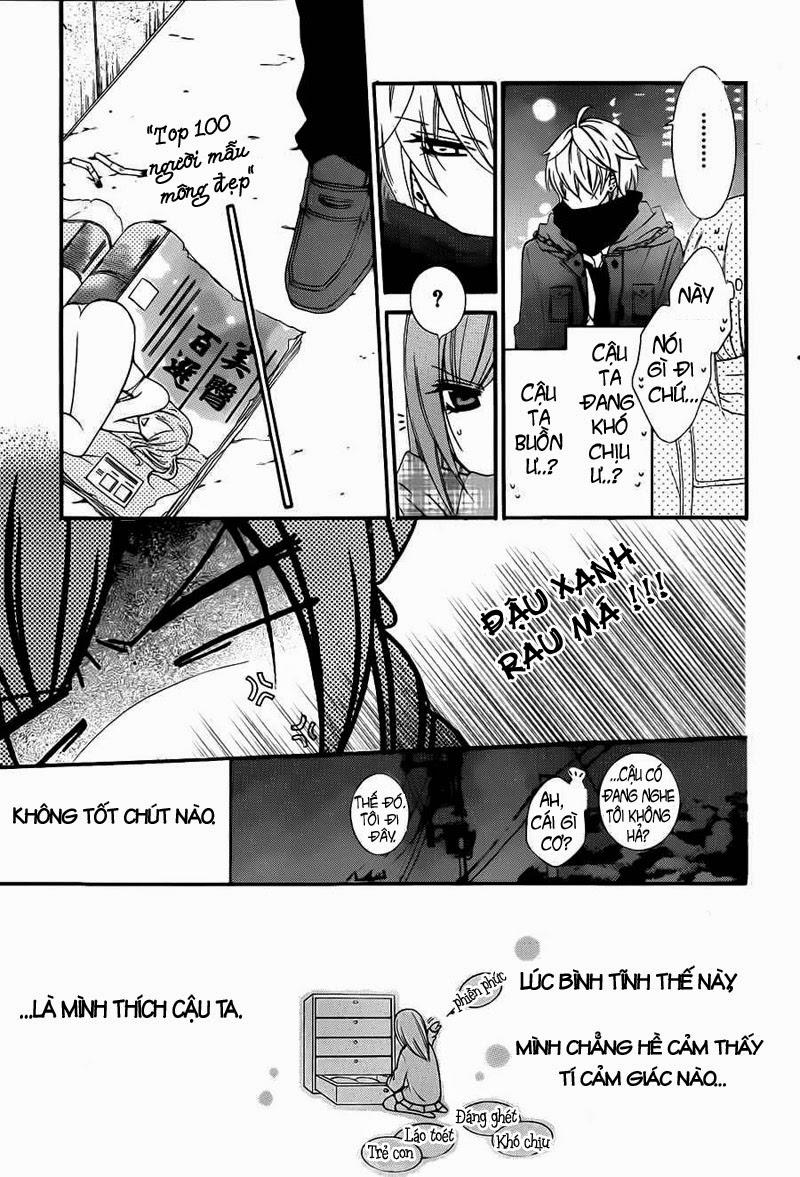 .........
NÀY
NÓI
GÌ ĐI
CHỨ...
CẬU
TA
ĐANG
KHÓ
CHỊU
Ư..?
CẬU
TA
BUỒN
Ư..?
?
"Top 100
người mẫu
mông đẹp"
美臀
百選
ĐẬU XANH
RAU MÁ !!!
...CẬU CÓ
ĐANG NGHE
TÔI KHÔNG
HẢ?
AH,
CÁI GÌ
CƠ?
THẾ ĐÓ.
TÔI ĐI
ĐÂY.
KHÔNG TỐT CHÚT NÀO.
LÚC BÌNH TĨNH THẾ NÀY,
MÌNH CHẲNG HỀ CẢM THẤY
TÍ CẢM GIÁC NÀO...
phiền phức
Đáng ghét
Khó chịu
Láo toét
Trẻ con
...LÀ MÌNH THÍCH CẬU TA.